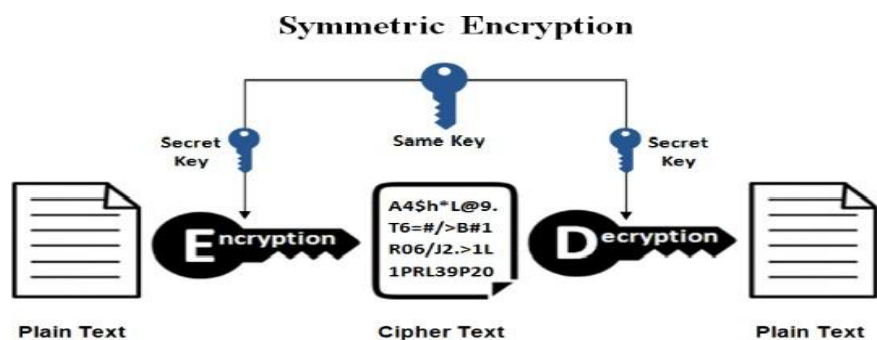 Symmetric Encryption
Secret
Key
Same Key
Secret
Key
Encryption
A4$h*L@9.
T6=#/>B#1
R06/J2.>1L
1PRL39P20
Decryption
Plain Text
Cipher Text
Plain Text